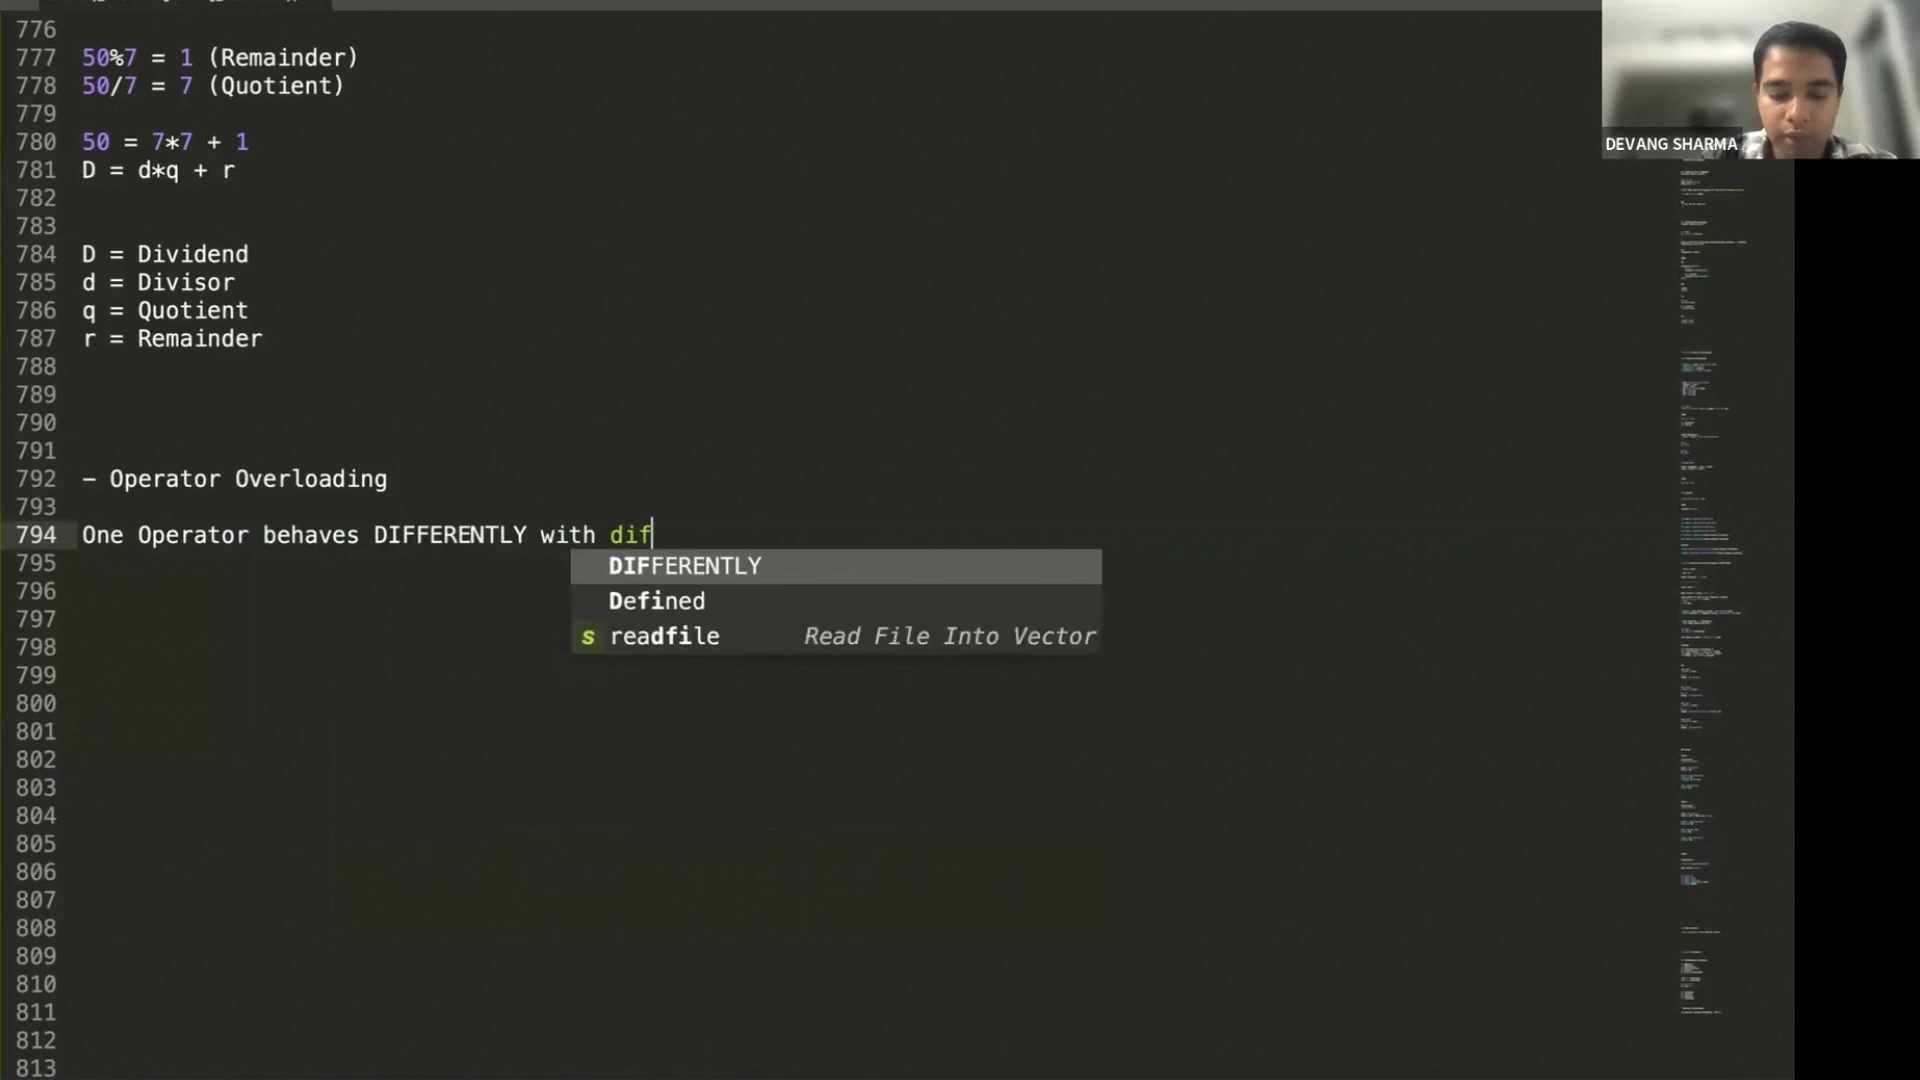 776
777 50%7 = 1 (Remainder)
778 50/7 = 7 (Quotient)
779
780 50 = 7*7 + 1
781 D = d*q + r
782
783
784 D = Dividend
785 d = Divisor
786 q = Quotient
787 r = Remainder
788
789
790
791
792 – Operator Overloading
793
794 One Operator behaves DIFFERENTLY with dif
795 DIFFERENTLY
796 Defined
797
798 s readfile Read File Into Vector
799
800
801
802
803
804
805
806
807
808
809
810
811
812
813
DEVANG SHARMA